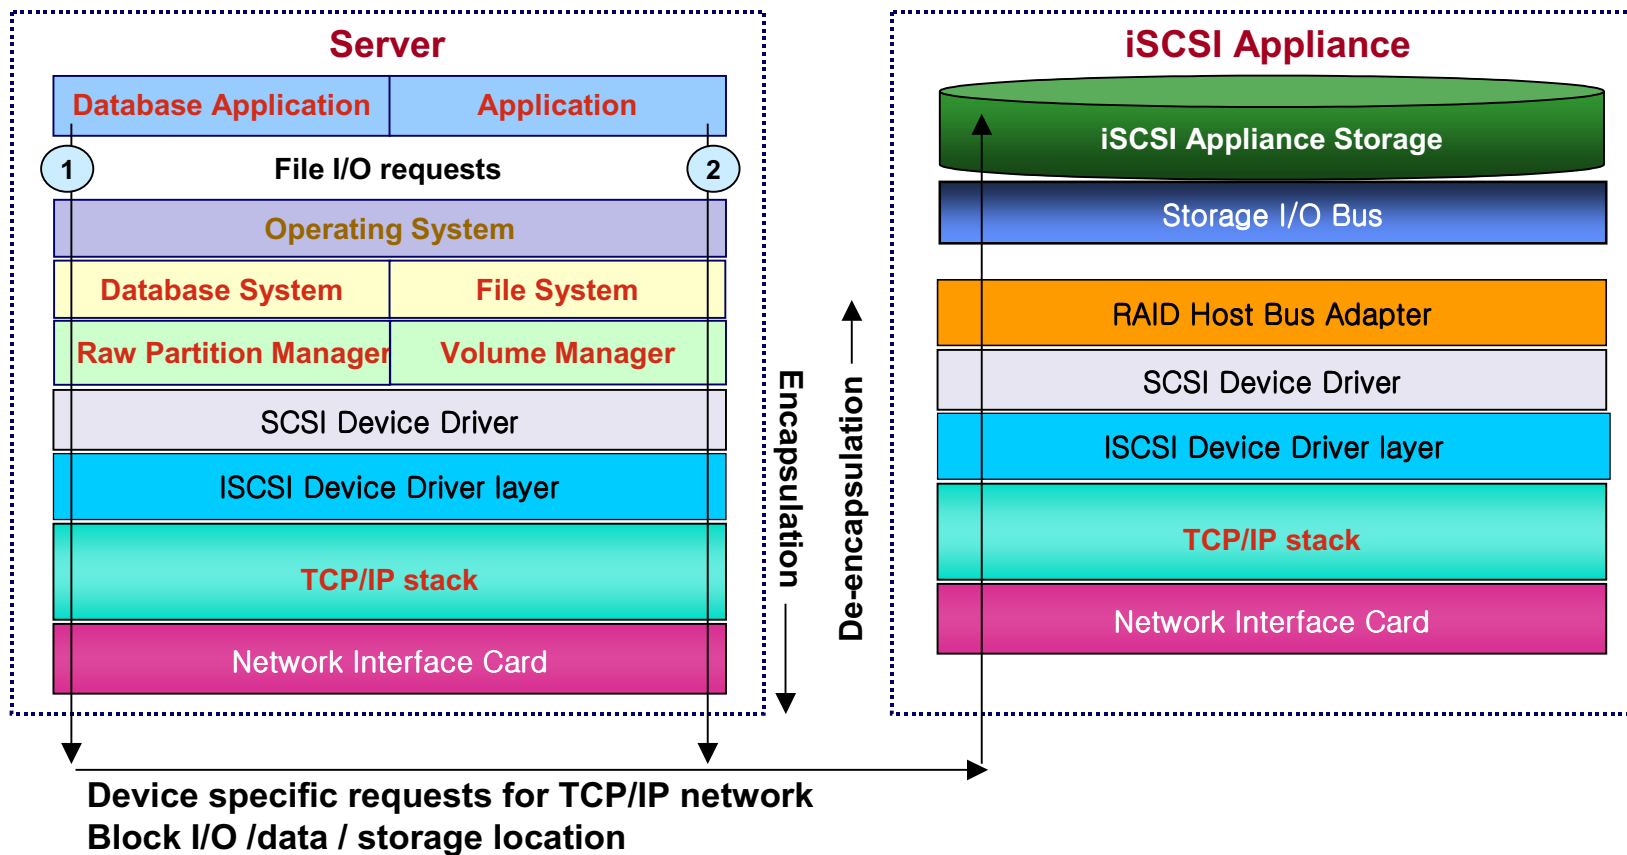 Server
Database Application
Application
1
File I/O requests
2
Operating System
Database System
File System
Raw Partition Manager
Volume Manager
SCSI Device Driver
ISCSI Device Driver layer
TCP/IP stack
Network Interface Card
Encapsulation
De-encapsulation
iSCSI Appliance
iSCSI Appliance Storage
Storage I/O Bus
RAID Host Bus Adapter
SCSI Device Driver
ISCSI Device Driver layer
TCP/IP stack
Network Interface Card
Device specific requests for TCP/IP network
Block I/O /data / storage location